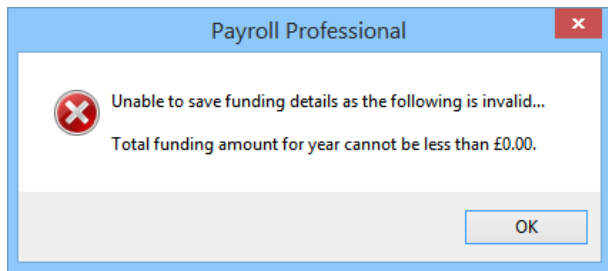 Payroll Professional
Unable to save funding details as the following is invalid...
Total funding amount for year cannot be less than £0.00.
OK